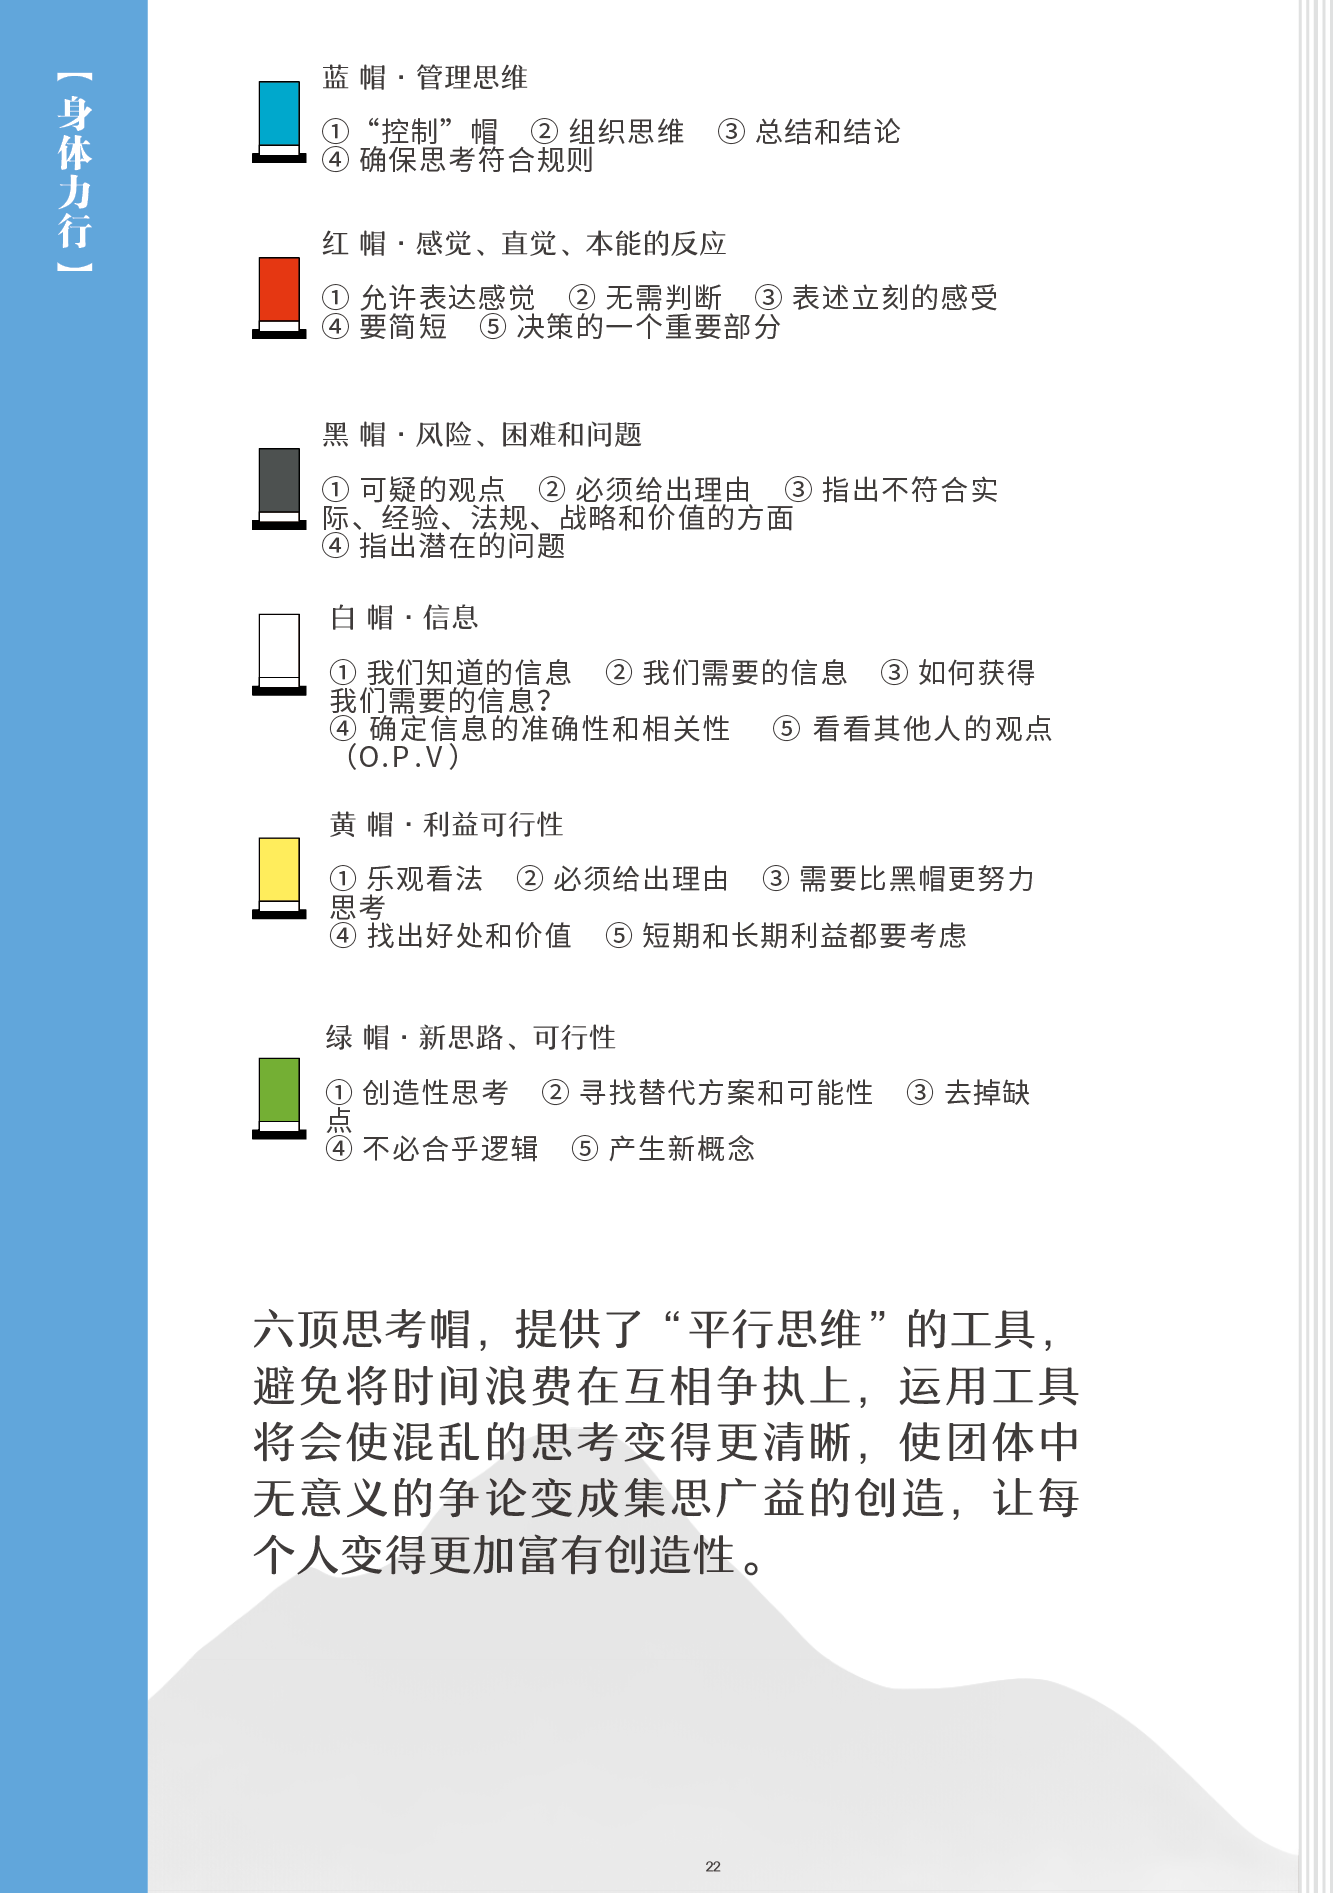 【身体力行】
蓝 帽 · 管理思维
① “控制” 帽 ② 组织思维 ③ 总结和结论
④ 确保思考符合规则
红 帽 · 感觉、直觉、本能的反应
① 允许表达感觉 ② 无需判断 ③ 表述立刻的感受
④ 要简短 ⑤ 决策的一个重要部分
黑 帽 · 风险、困难和问题
① 可疑的观点 ② 必须给出理由 ③ 指出不符合实
际、经验、法规、战略和价值的方面
④ 指出潜在的问题
白 帽 · 信息
① 我们知道的信息 ② 我们需要的信息 ③ 如何获得
我们需要的信息？
④ 确定信息的准确性和相关性 ⑤ 看看其他人的观点
（O.P.V）
黄 帽 · 利益可行性
① 乐观看法 ② 必须给出理由 ③ 需要比黑帽更努力
思考
④ 找出好处和价值 ⑤ 短期和长期利益都要考虑
绿 帽 · 新思路、可行性
① 创造性思考 ② 寻找替代方案和可能性 ③ 去掉缺
点
④ 不必合乎逻辑 ⑤ 产生新概念
六顶思考帽，提供了 “平行思维” 的工具，
避免将时间浪费在互相争执上，运用工具
将会使混乱的思考变得更清晰，使团体中
无意义的争论变成集思广益的创造，让每
个人变得更加富有创造性。
22